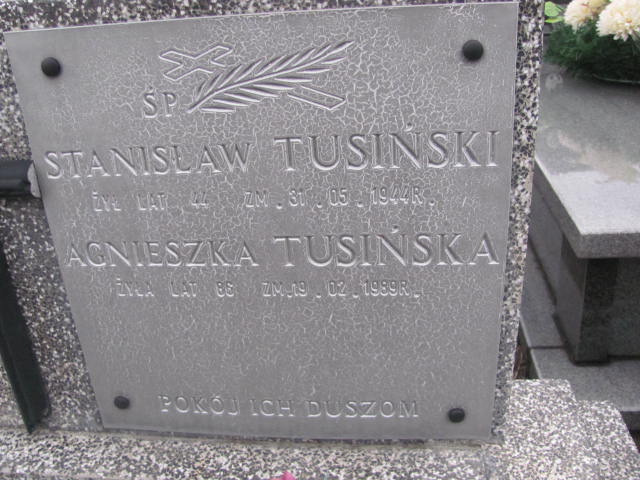 ŚP
STANISŁAW TUSIŃSKI
ŻYŁ LAT 44 ZM. 31. 05. 1944R.
AGNIESZKA TUSIŃSKA
ŻYŁA LAT 86 ZM.19. 02. 1989R.
POKÓJ ICH DUSZOM